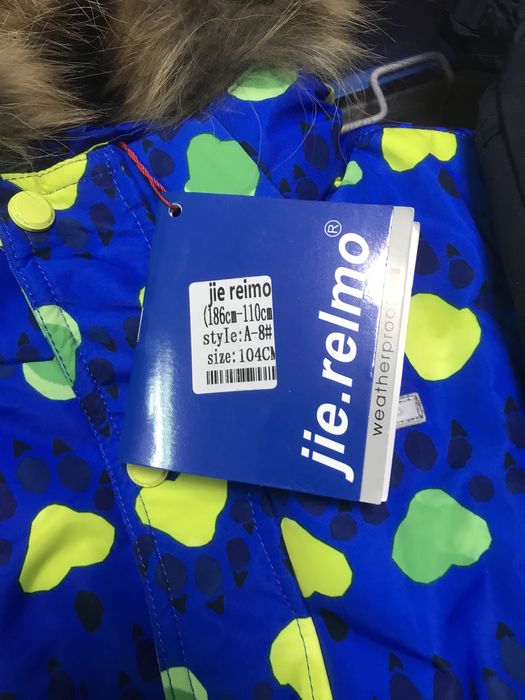 jie reimo
(186cm-110cm
styIe:A-8#
size:104CM
jie.relmo®
weatherproof